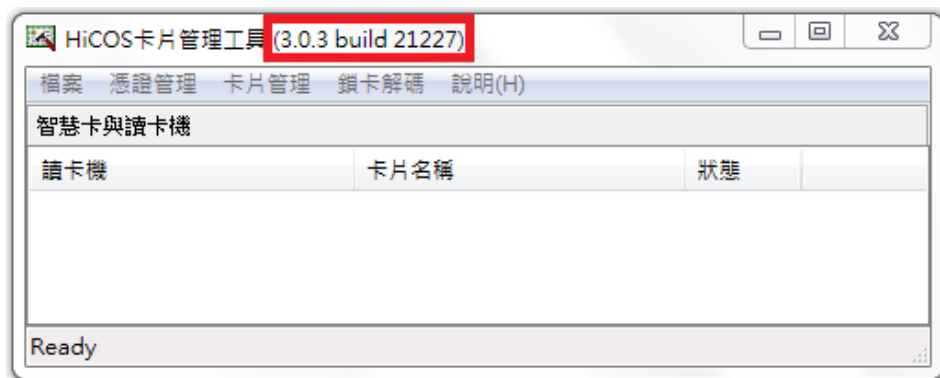 HiCOS卡片管理工具 (3.0.3 build 21227)
檔案 憑證管理 卡片管理 鎖卡解碼 說明(H)
智慧卡與讀卡機
讀卡機 卡片名稱 狀態
Ready